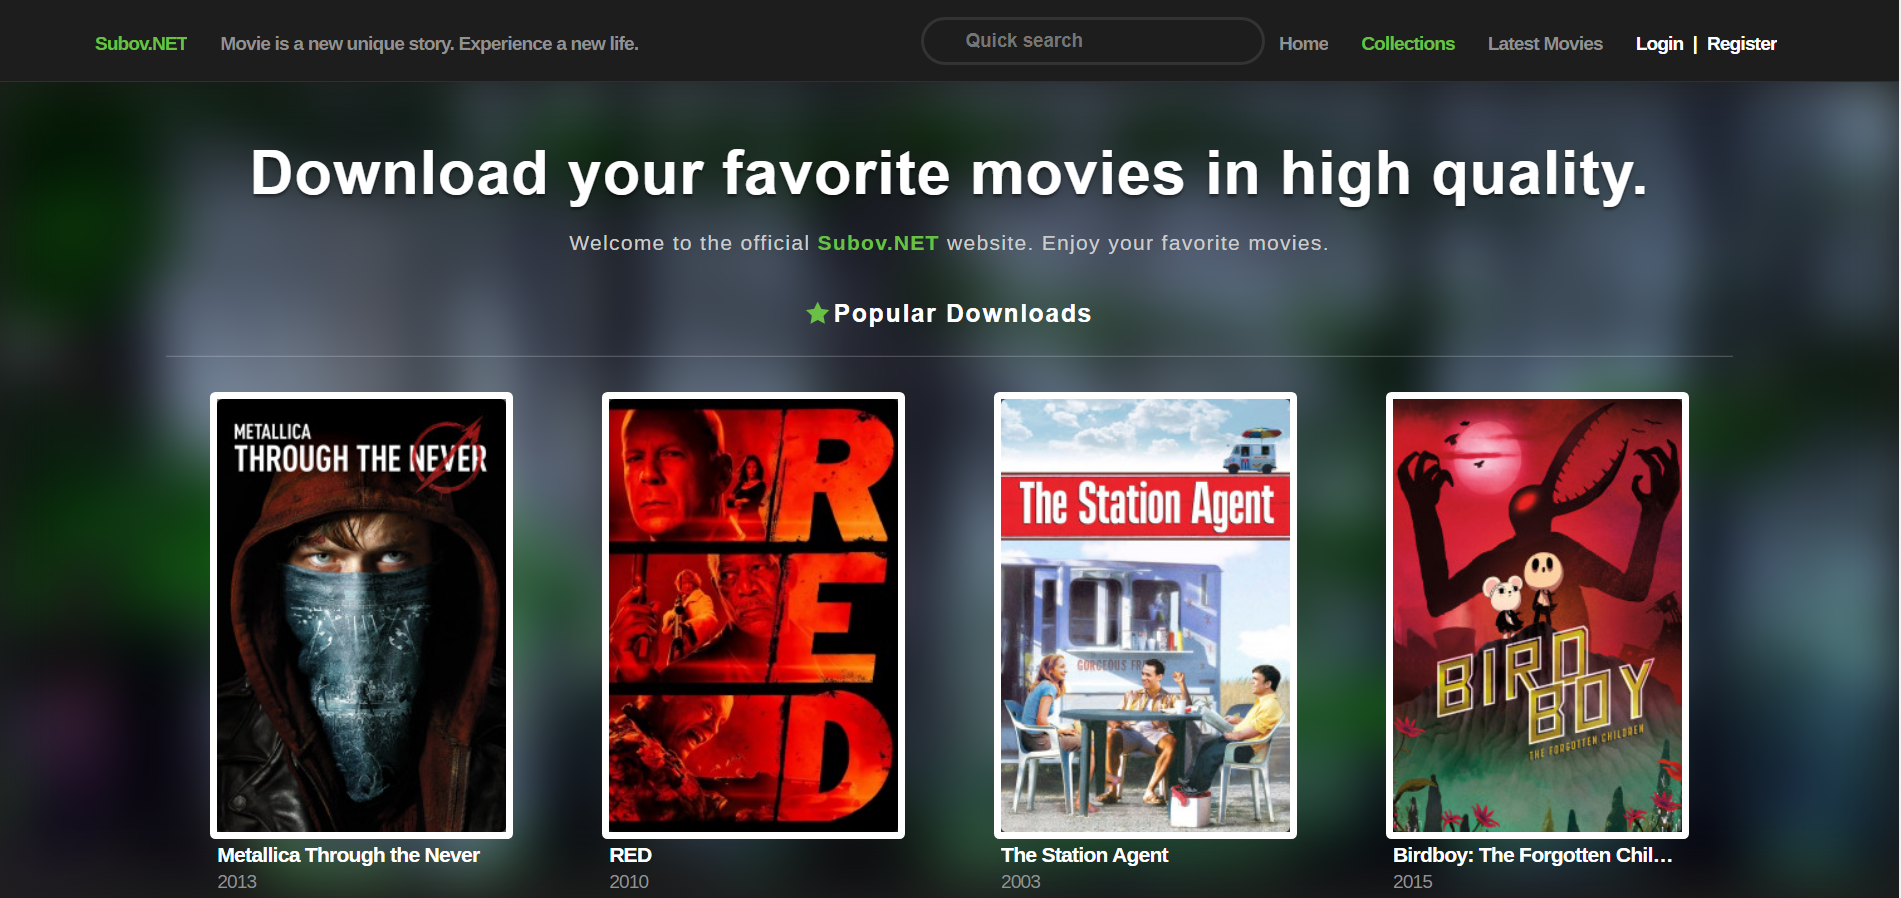 Subov.NET Movie is a new unique story. Experience a new life. Quick search Home Collections Latest Movies Login | Register
Download your favorite movies in high quality.
Welcome to the official Subov.NET website. Enjoy your favorite movies.
Popular Downloads
METALLICA
THROUGH THE NEVER
RED
The Station Agent
GORGEOUS
BIRD
BOY
THE FORGOTTEN CHILDREN
Metallica Through the Never
2013
RED
2010
The Station Agent
2003
Birdboy: The Forgotten Chil...
2015